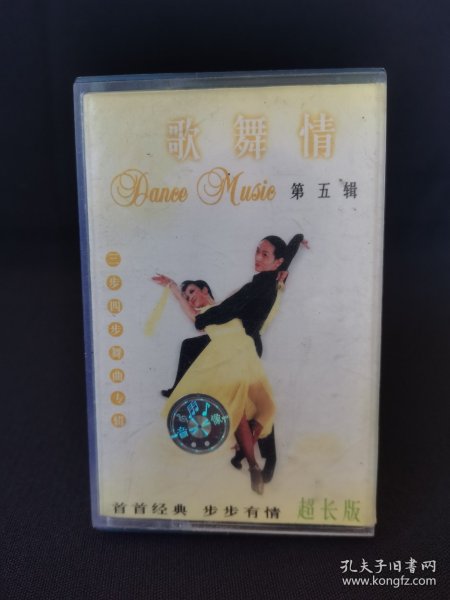 歌舞情
Dance Music 第五辑
三步四步舞曲专辑
首首经典 步步有情 超长版
孔夫子旧书网
www.kongfz.com